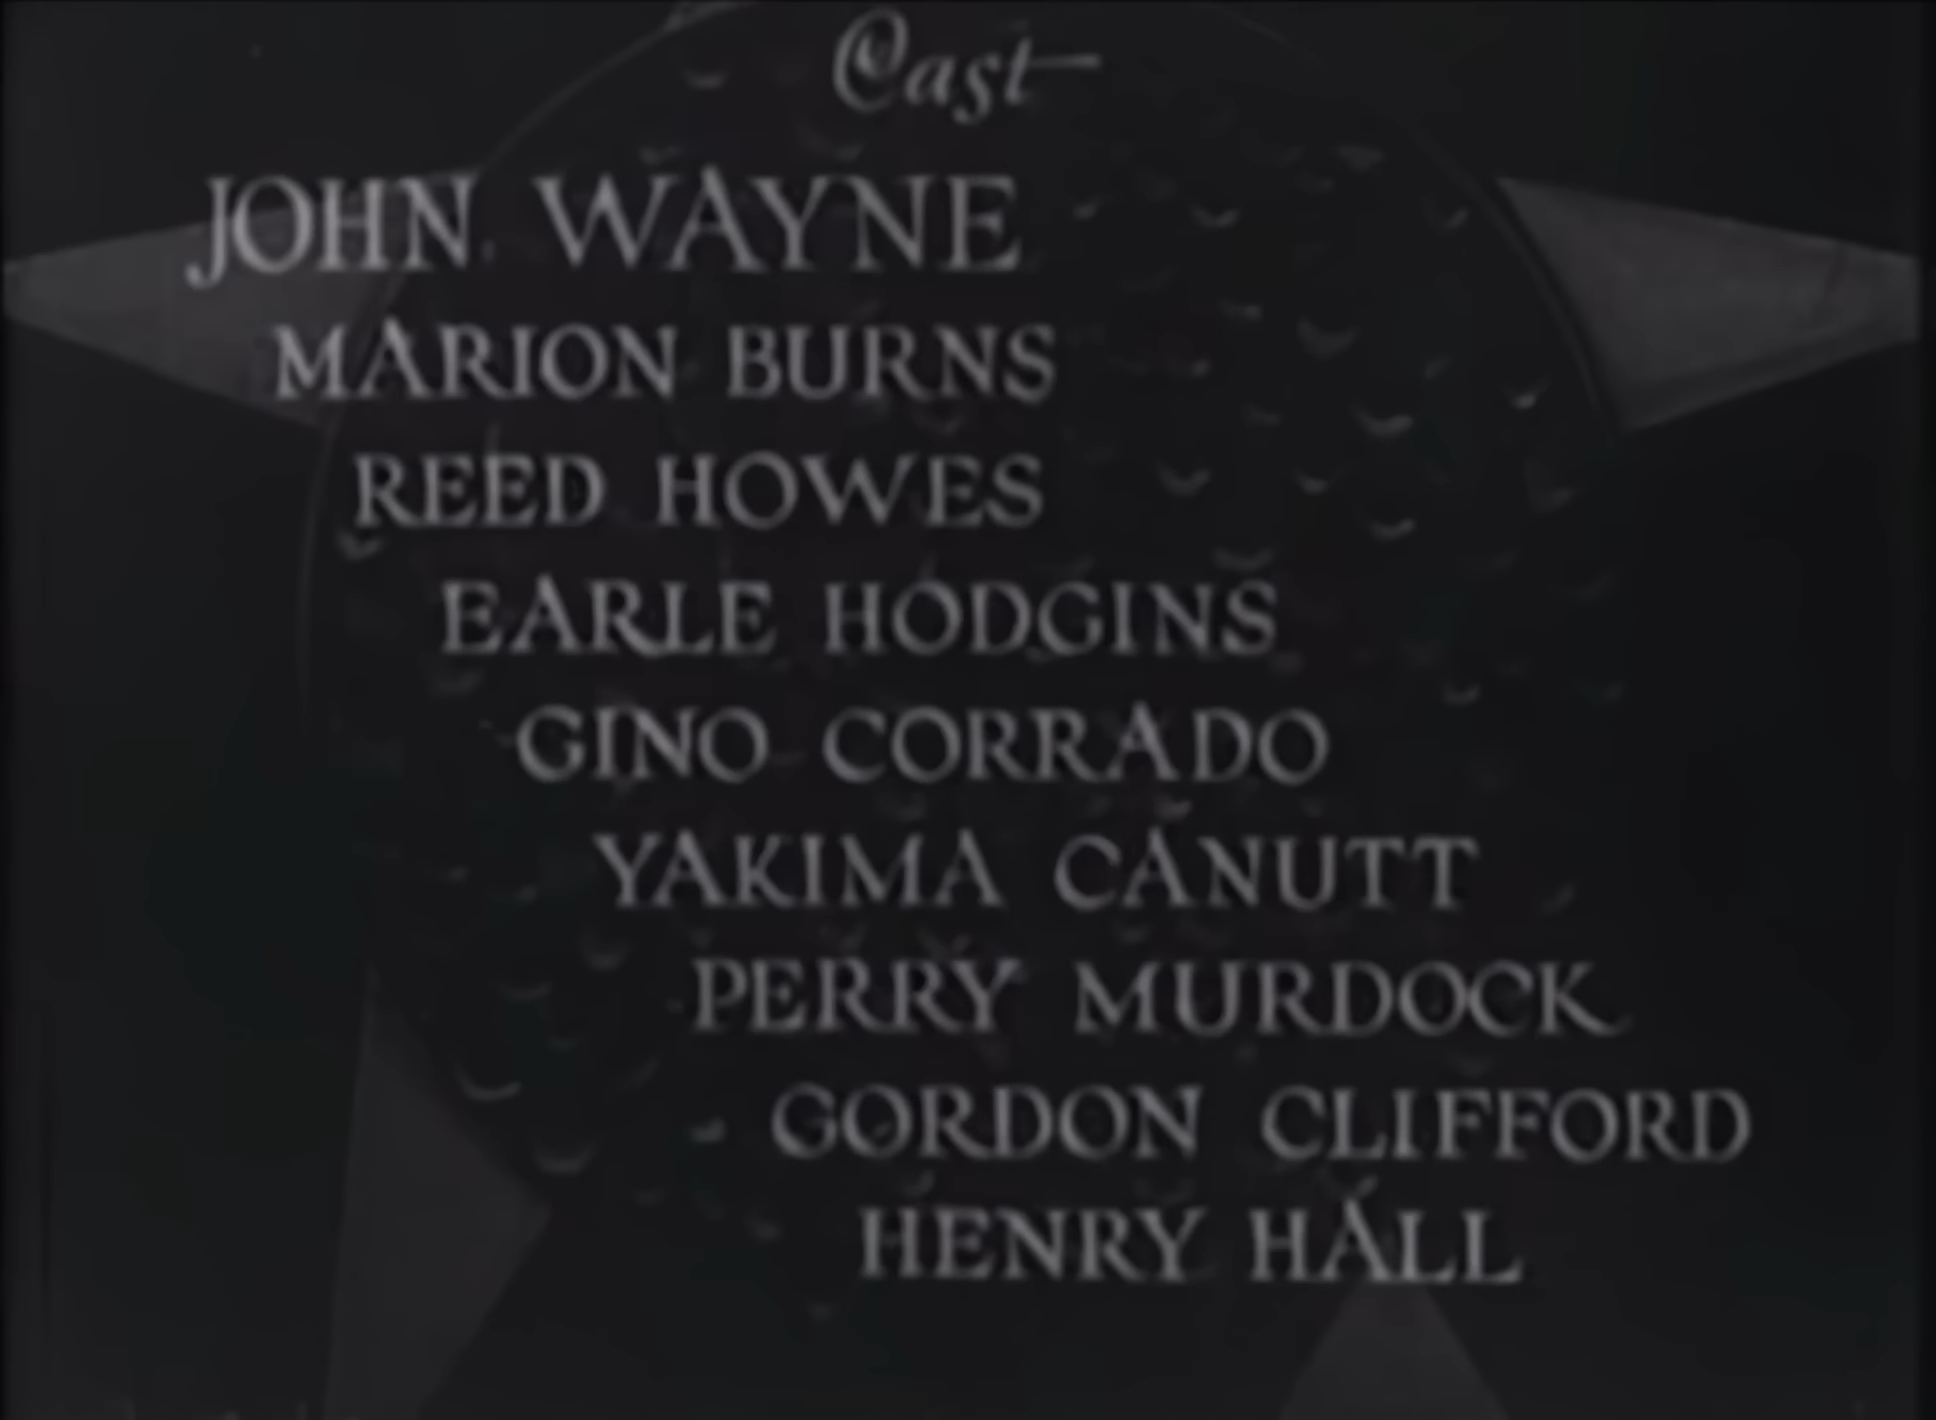 Cast
JOHN WAYNE
MARION BURNS
REED HOWES
EARLE HODGINS
GINO CORRADO
YAKIMA CANUTT
PERRY MURDOCK
GORDON CLIFFORD
HENRY HALL